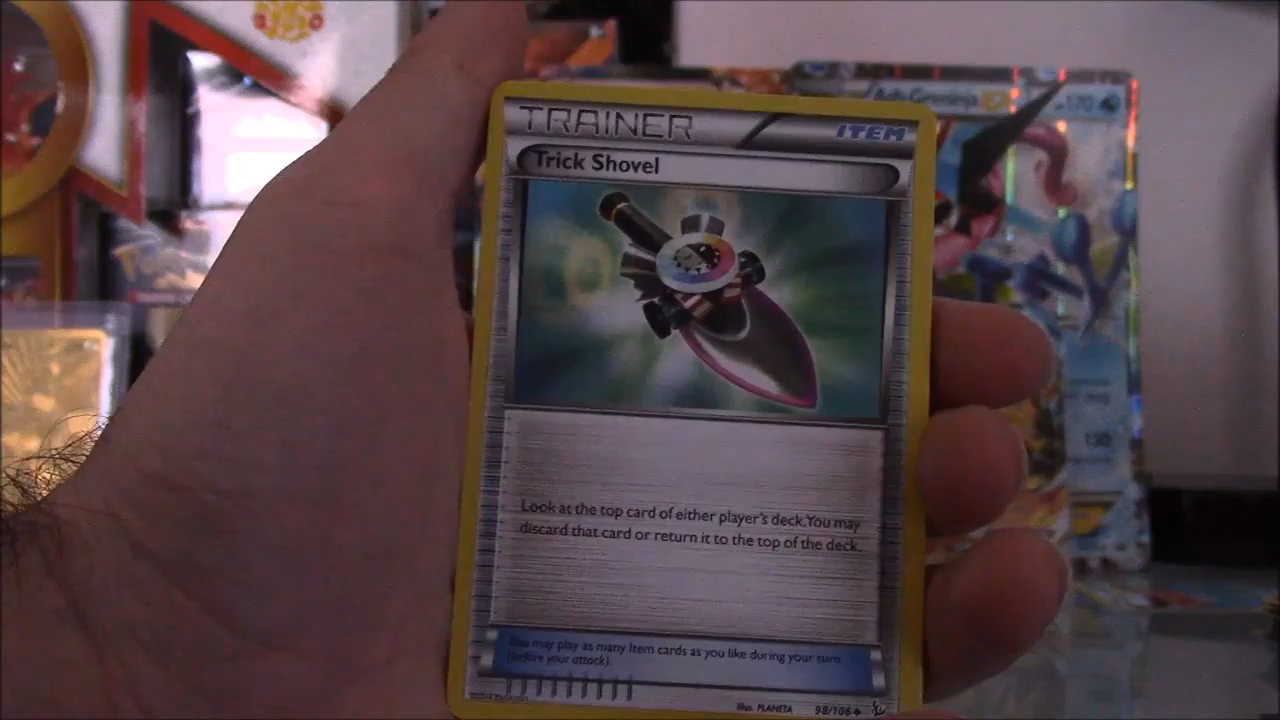 TRAINER
ITEM
Trick Shovel
Look at the top card of either player's deck. You may
discard that card or return it to the top of the deck.
You may play as many Item cards as you like during your turn
(before your attack).
Illus. PLANETA
98/106
170
130